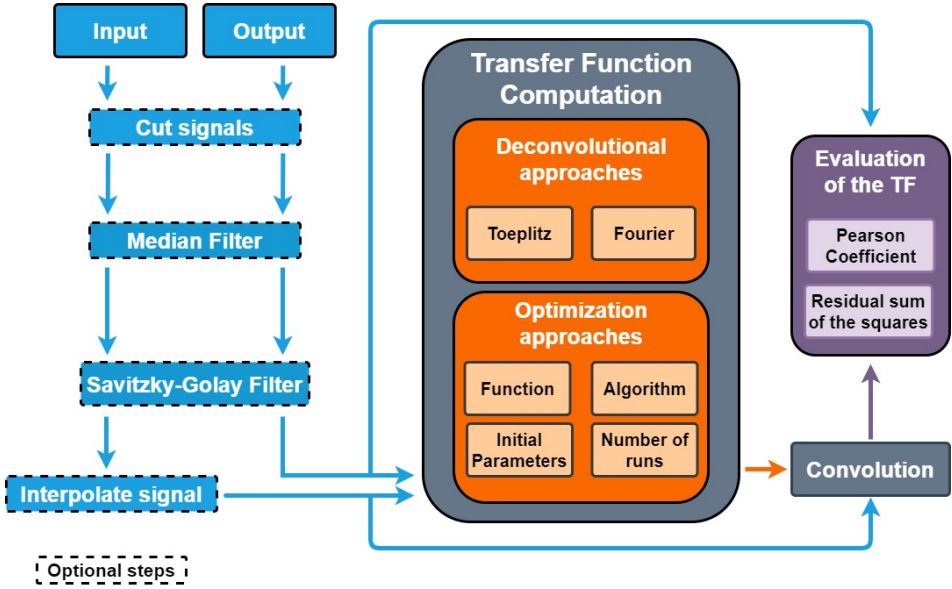 Input
Output
Cut signals
Median Filter
Savitzky-Golay Filter
Interpolate signal
Optional steps
Transfer Function
Computation
Deconvolutional
approaches
Toeplitz
Fourier
Optimization
approaches
Function
Algorithm
Initial
Parameters
Number of
runs
Evaluation
of the TF
Pearson
Coefficient
Residual sum
of the squares
Convolution